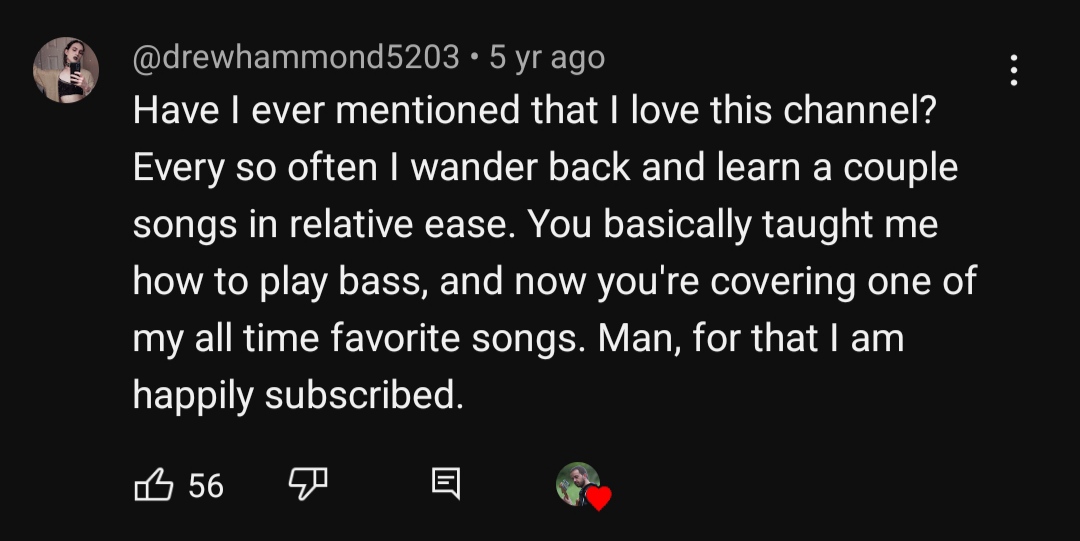 @drewhammond5203 • 5 yr ago
Have I ever mentioned that I love this channel?
Every so often I wander back and learn a couple
songs in relative ease. You basically taught me
how to play bass, and now you're covering one of
my all time favorite songs. Man, for that I am
happily subscribed.
56